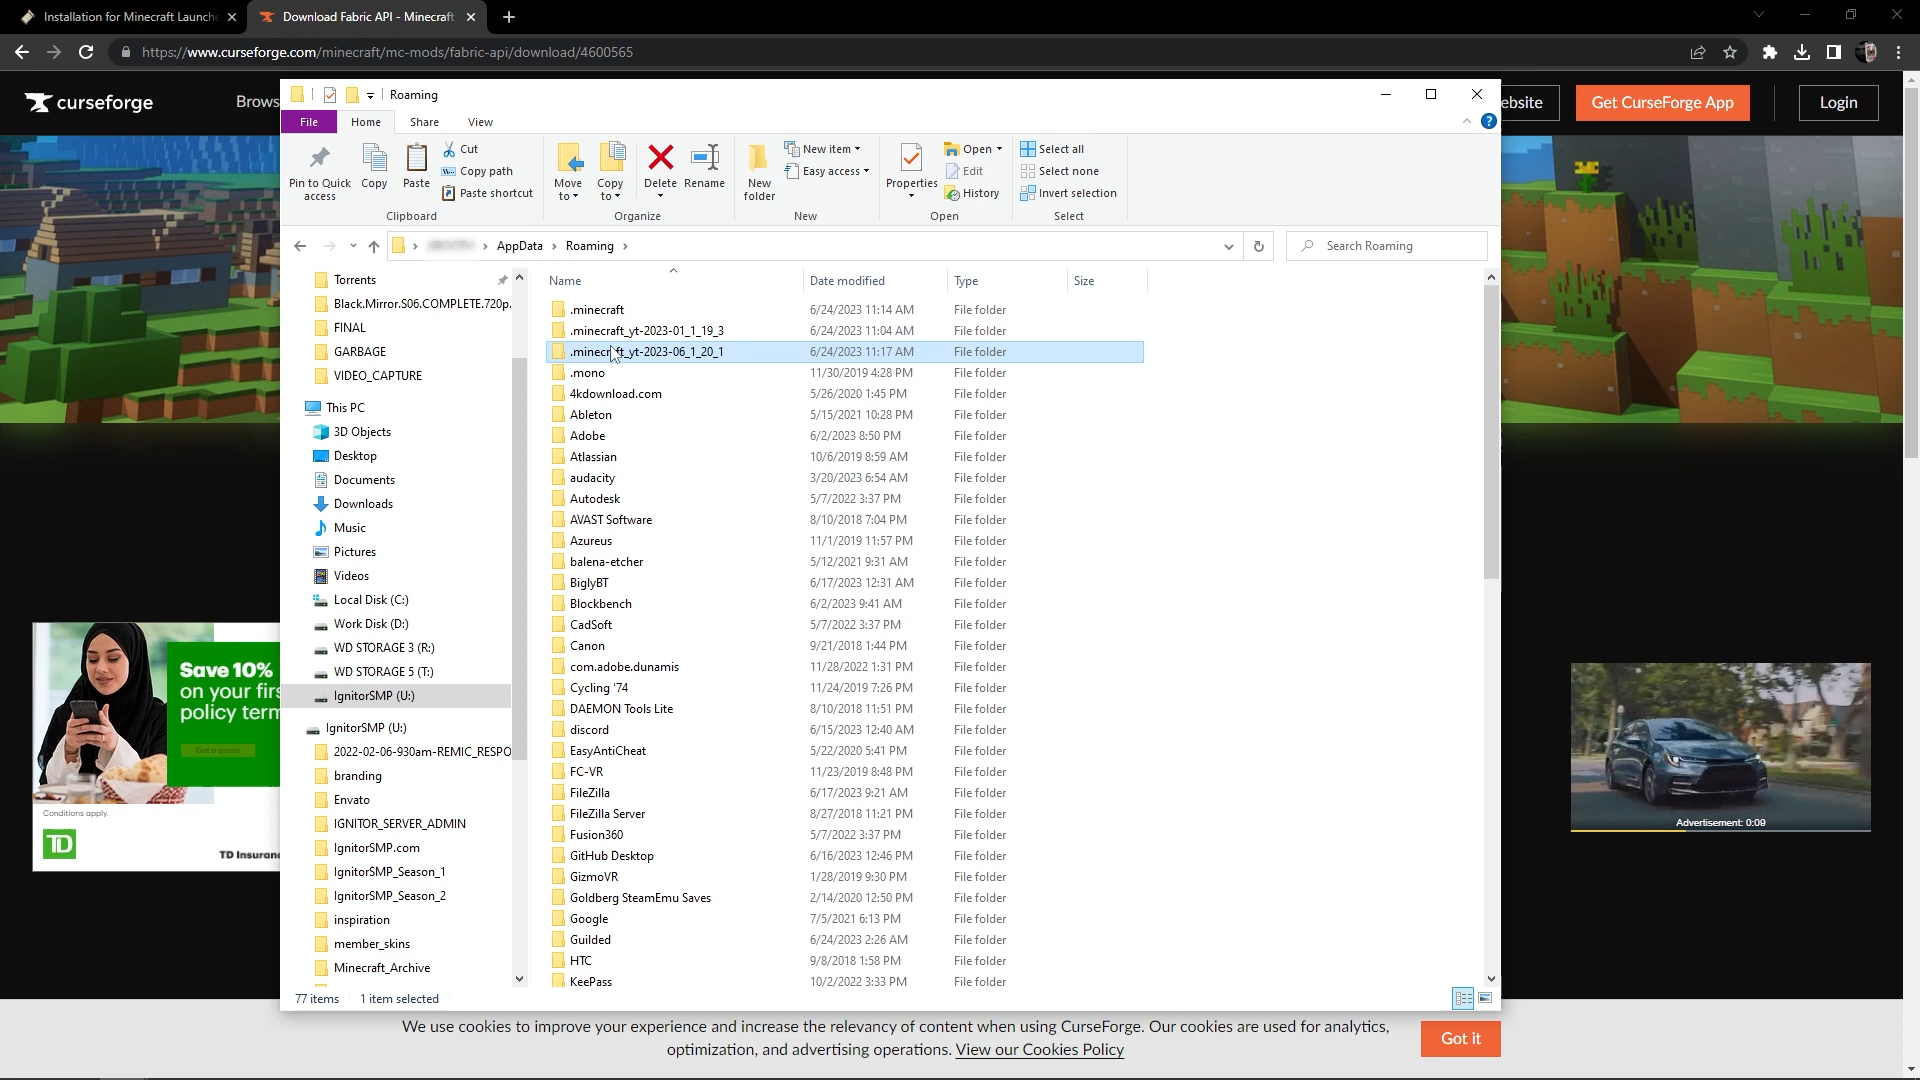 Installation for Minecraft Launche
Download Fabric API - Minecraft
https://www.curseforge.com/minecraft/mc-mods/fabric-api/download/4600565
curseforge
Brows
ebsite
Get CurseForge App
Login
Roaming
File
Home
Share
View
Pin to Quick access
Copy
Paste
Cut
Copy path
Paste shortcut
Clipboard
Move to
Copy to
Delete
Rename
Organize
New folder
New item
Easy access
New
Properties
Open
Edit
History
Open
Select all
Select none
Invert selection
Select
AppData
Roaming
Search Roaming
Torrents
Black.Mirror.S06.COMPLETE.720p.
FINAL
GARBAGE
VIDEO_CAPTURE
This PC
3D Objects
Desktop
Documents
Downloads
Music
Pictures
Videos
Local Disk (C:)
Work Disk (D:)
WD STORAGE 3 (R:)
WD STORAGE 5 (T:)
IgnitorSMP (U:)
IgnitorSMP (U:)
2022-02-06-930am-REMIC_RESPO
branding
Envato
IGNITOR_SERVER_ADMIN
IgnitorSMP.com
IgnitorSMP_Season_1
IgnitorSMP_Season_2
inspiration
member_skins
Minecraft_Archive
Name Date modified Type Size
.minecraft 6/24/2023 11:14 AM File folder
.minecraft_yt-2023-01_1_19_3 6/24/2023 11:04 AM File folder
.minecraft_yt-2023-06_1_20_1 6/24/2023 11:17 AM File folder
.mono 11/30/2019 4:28 PM File folder
4kdownload.com 5/26/2020 1:45 PM File folder
Ableton 5/15/2021 10:28 PM File folder
Adobe 6/2/2023 8:50 PM File folder
Atlassian 10/6/2019 8:59 AM File folder
audacity 3/20/2023 6:54 AM File folder
Autodesk 5/7/2022 3:37 PM File folder
AVAST Software 8/10/2018 7:04 PM File folder
Azureus 11/1/2019 11:57 PM File folder
balena-etcher 5/12/2021 9:31 AM File folder
BiglyBT 6/17/2023 12:31 AM File folder
Blockbench 6/2/2023 9:41 AM File folder
CadSoft 5/7/2022 3:37 PM File folder
Canon 9/21/2018 1:44 PM File folder
com.adobe.dunamis 11/28/2022 1:31 PM File folder
Cycling '74 11/24/2019 7:26 PM File folder
DAEMON Tools Lite 8/10/2018 11:51 PM File folder
discord 6/15/2023 12:40 AM File folder
EasyAntiCheat 5/22/2020 5:41 PM File folder
FC-VR 11/23/2019 8:48 PM File folder
FileZilla 6/17/2023 9:21 AM File folder
FileZilla Server 8/27/2018 11:21 PM File folder
Fusion360 5/7/2022 3:37 PM File folder
GitHub Desktop 6/16/2023 12:46 PM File folder
GizmoVR 1/28/2019 9:30 PM File folder
Goldberg SteamEmu Saves 2/14/2020 12:50 PM File folder
Google 7/5/2021 6:13 PM File folder
Guilded 6/24/2023 2:26 AM File folder
HTC 9/8/2018 1:58 PM File folder
KeePass 10/2/2022 3:33 PM File folder
77 items
1 item selected
Save 10%
on your firs
policy term
Get a quote
Conditions apply.
TD
TD Insuranc
Advertisement: 0:09
We use cookies to improve your experience and increase the relevancy of content when using CurseForge. Our cookies are used for analytics,
optimization, and advertising operations. View our Cookies Policy
Got it